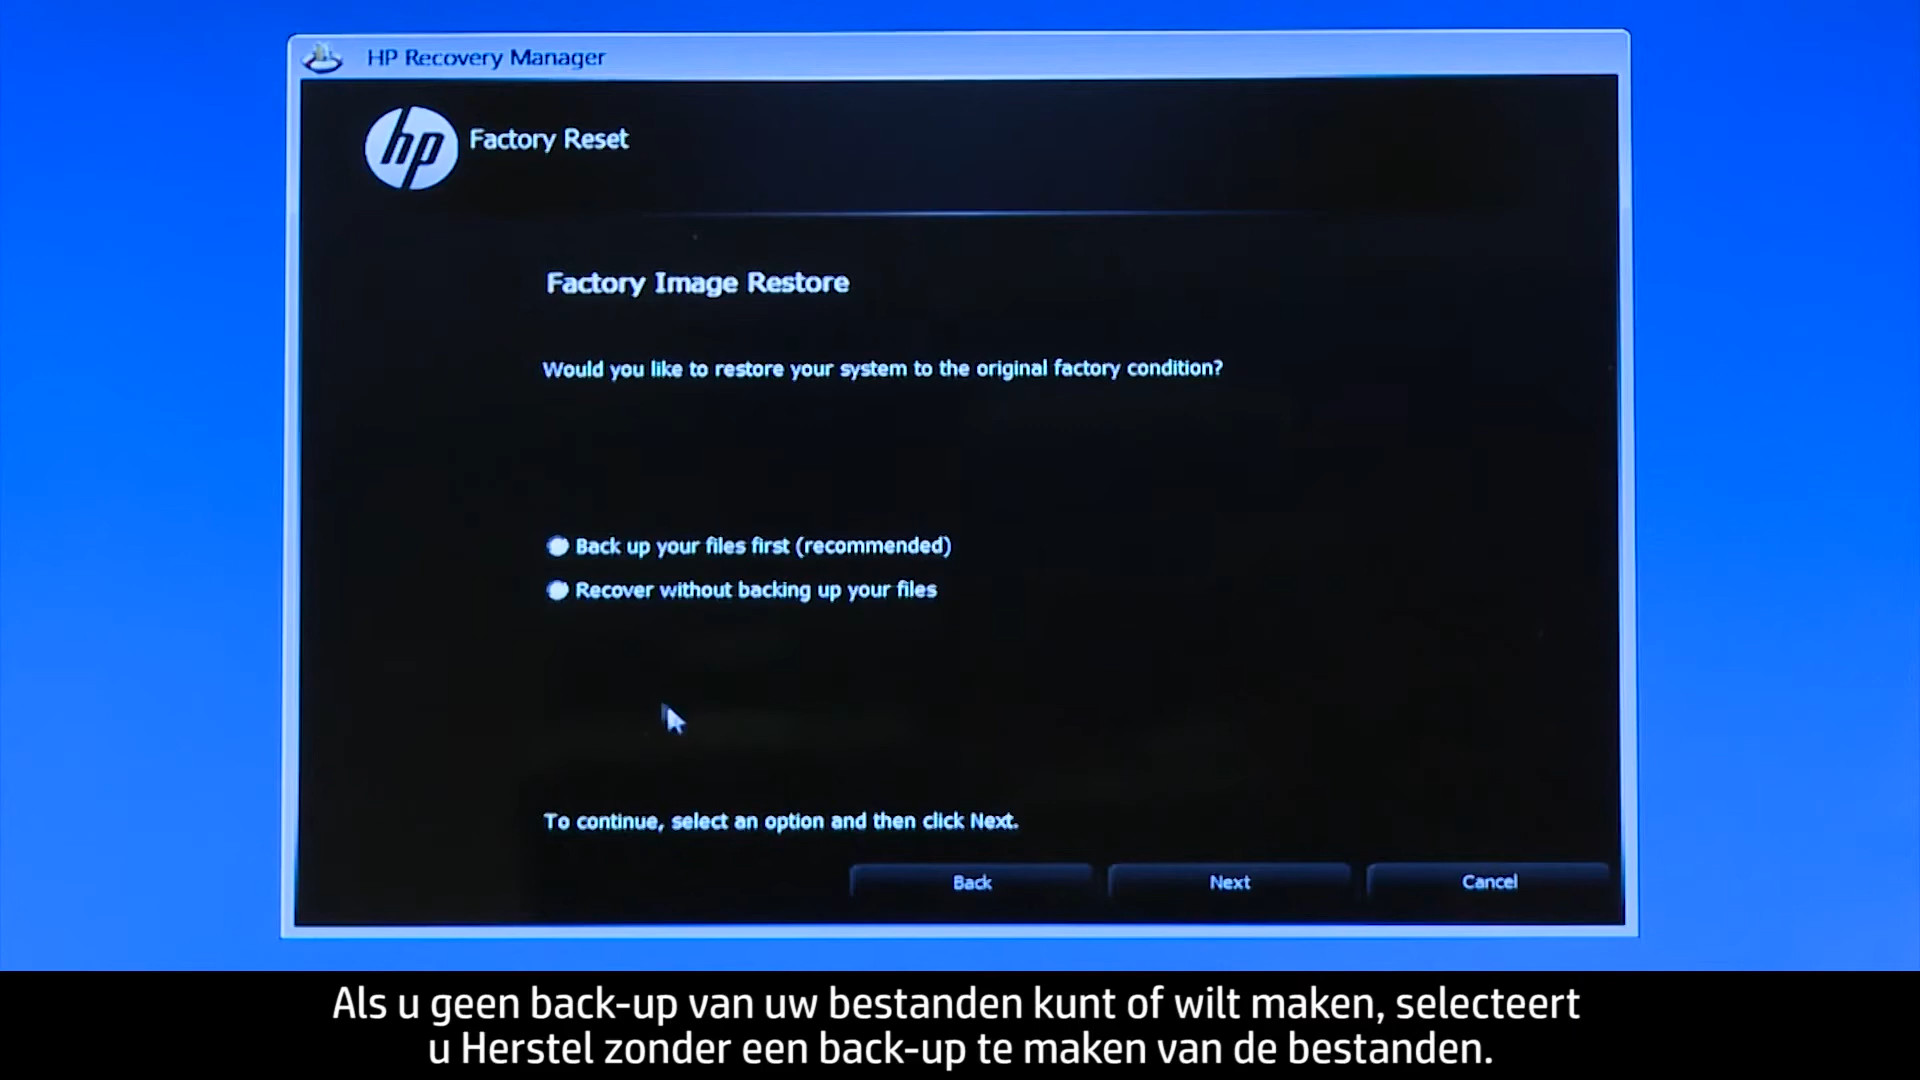 HP Recovery Manager
hp Factory Reset
Factory Image Restore
Would you like to restore your system to the original factory condition?
Back up your files first (recommended)
Recover without backing up your files
To continue, select an option and then click Next.
Back Next Cancel
Als u geen back-up van uw bestanden kunt of wilt maken, selecteert
u Herstel zonder een back-up te maken van de bestanden.